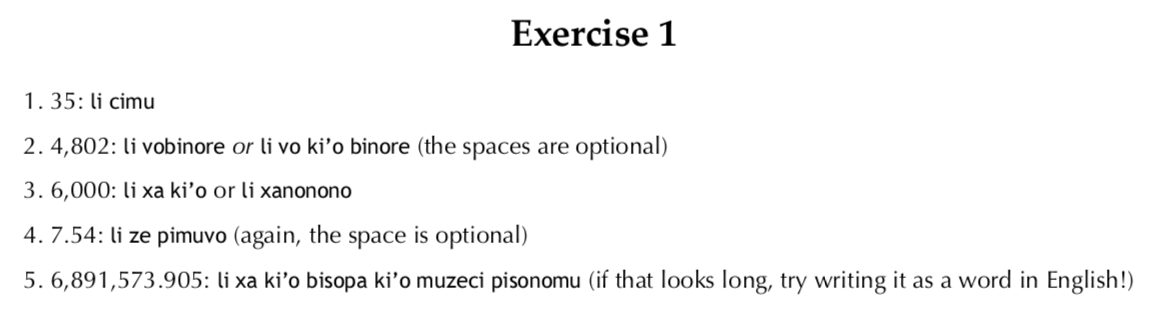 Exercise 1
1. 35: li cimu
2. 4,802: li vobinore or li vo ki’o binore (the spaces are optional)
3. 6,000: li xa ki’o or li xanonono
4. 7.54: li ze pimuvo (again, the space is optional)
5. 6,891,573.905: li xa ki’o bisopa ki’o muzeci pisonomu (if that looks long, try writing it as a word in English!)